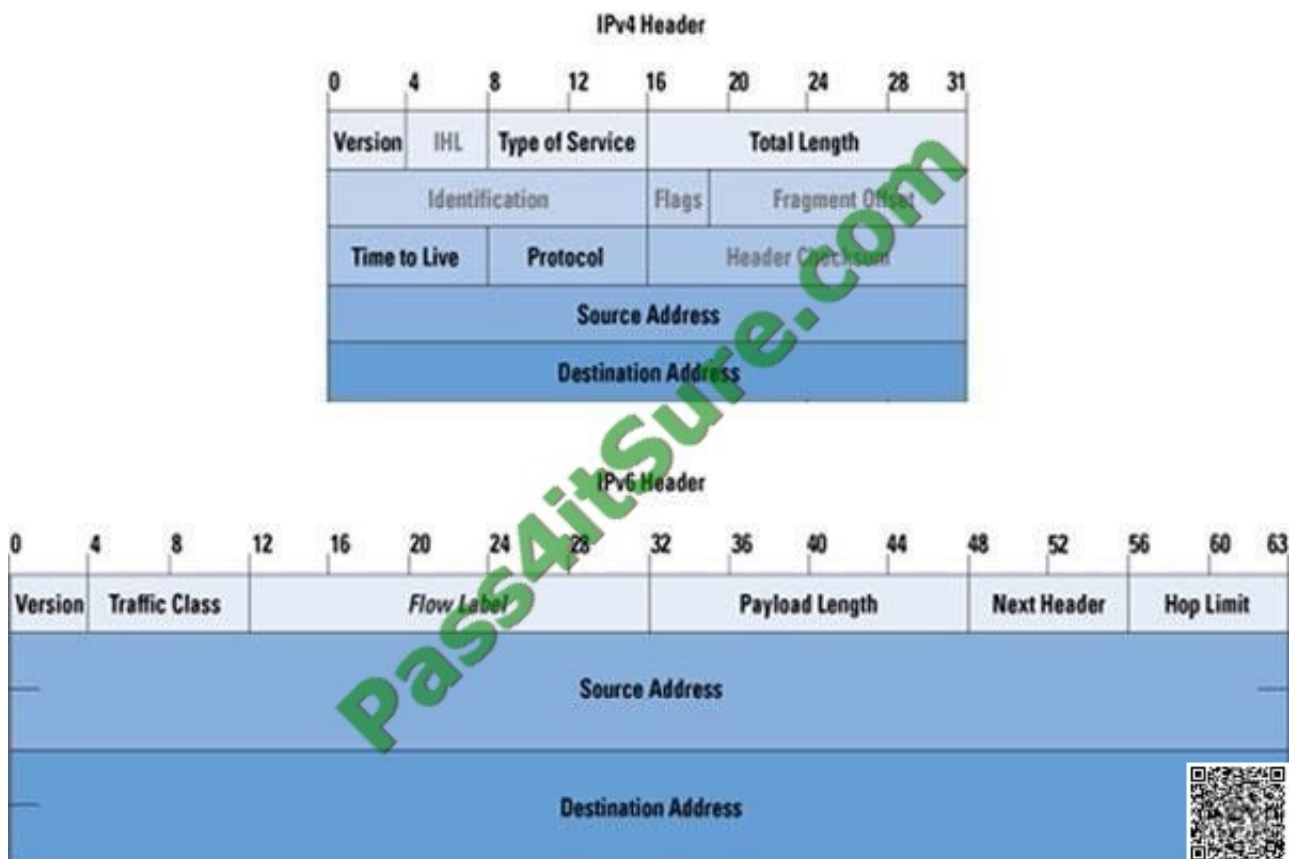 IPv4 Header
0 4 8 12 16 20 24 28 31
Version IHL Type of Service Total Length
Identification Flags Fragment Offset
Time to Live Protocol Header Checksum
Source Address
Destination Address
Pass4itSure.com
IPv6 Header
0 4 8 12 16 20 24 28 32 36 40 44 48 52 56 60 63
Version Traffic Class Flow Label Payload Length Next Header Hop Limit
Source Address
Destination Address